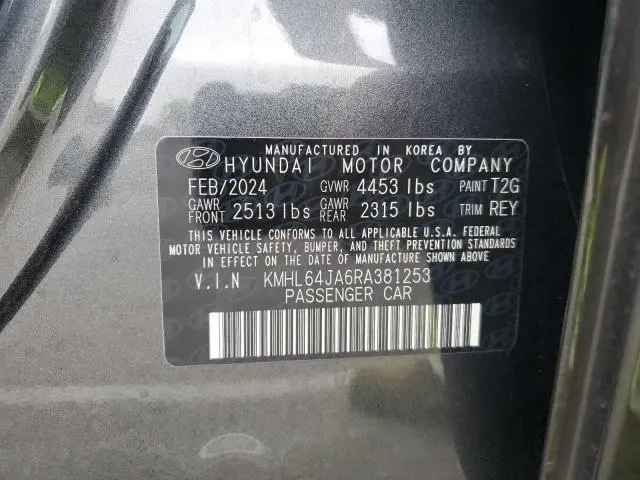 MANUFACTURED IN KOREA BY
HYUNDAI MOTOR COMPANY
FEB/2024 GVWR 4453 lbs PAINT T2G
GAWR FRONT 2513 lbs GAWR REAR 2315 lbs TRIM REY
THIS VEHICLE CONFORMS TO ALL APPLICABLE U.S.A. FEDERAL
MOTOR VEHICLE SAFETY, BUMPER, AND THEFT PREVENTION STANDARDS
IN EFFECT ON THE DATE OF MANUFACTURE SHOWN ABOVE
V.I.N KMHL64JA6RA381253
PASSENGER CAR